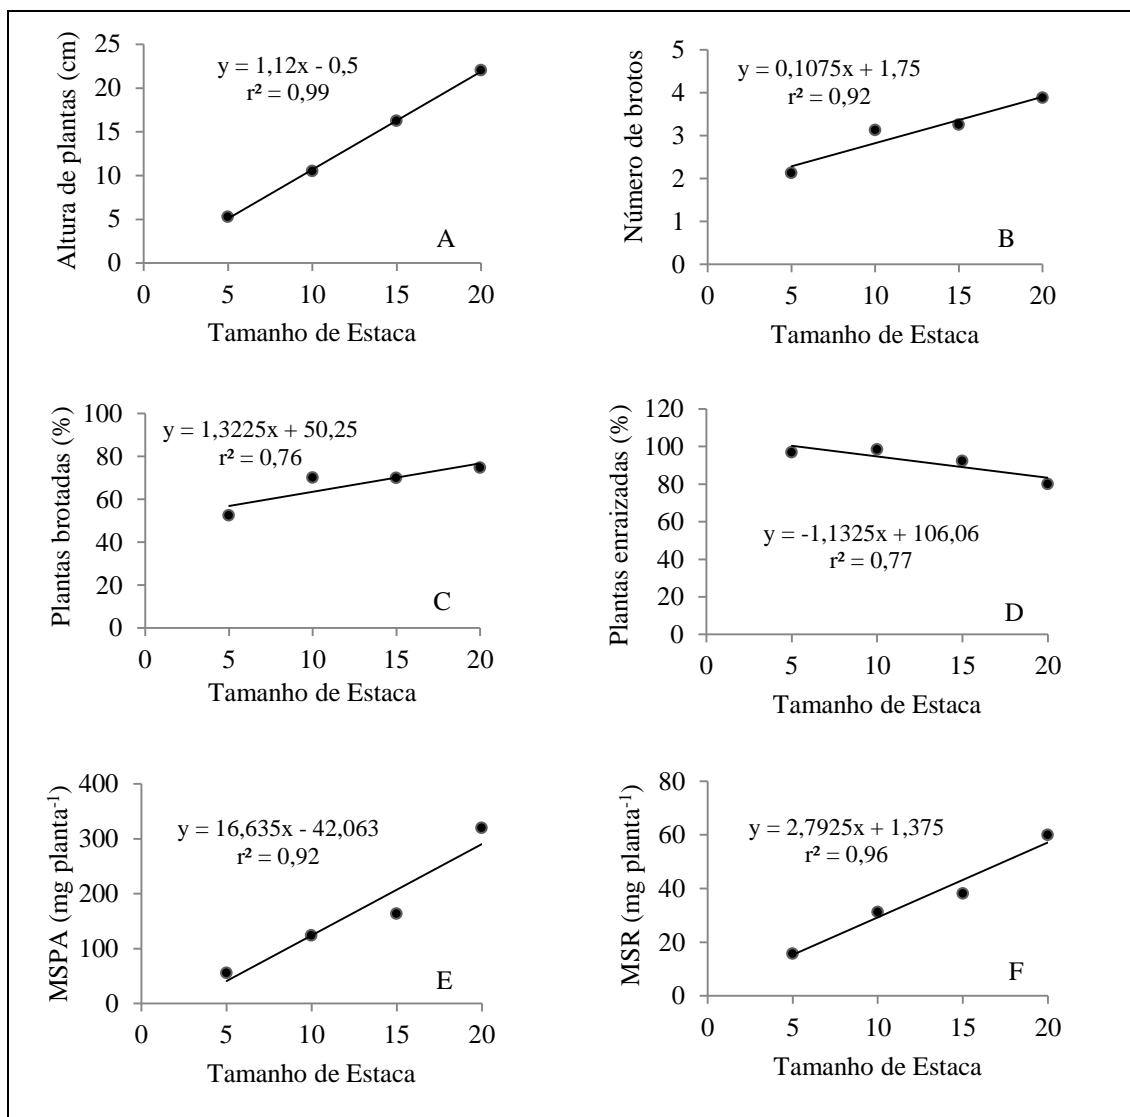 Altura de plantas (cm)
25
20
15
10
5
0
y = 1,12x - 0,5
r² = 0,99
A
0 5 10 15 20
Tamanho de Estaca
Número de brotos
5
4
3
2
1
0
y = 0,1075x + 1,75
r² = 0,92
B
0 5 10 15 20
Tamanho de Estaca
Plantas brotadas (%)
100
80
60
40
20
0
y = 1,3225x + 50,25
r² = 0,76
C
0 5 10 15 20
Tamanho de Estaca
Plantas enraizadas (%)
120
100
80
60
40
20
0
y = -1,1325x + 106,06
r² = 0,77
D
0 5 10 15 20
Tamanho de Estaca
MSPA (mg planta⁻¹)
400
300
200
100
0
y = 16,635x - 42,063
r² = 0,92
E
0 5 10 15 20
Tamanho de Estaca
MSR (mg planta⁻¹)
80
60
40
20
0
y = 2,7925x + 1,375
r² = 0,96
F
0 5 10 15 20
Tamanho de Estaca